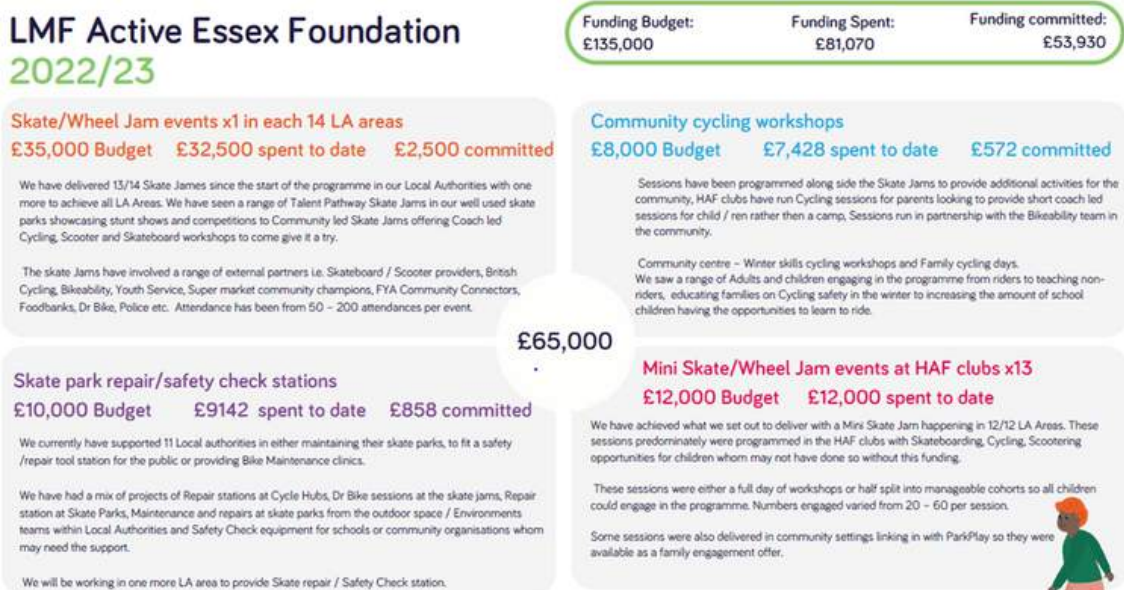 LMF Active Essex Foundation
2022/23
Funding Budget:
£135,000
Funding Spent:
£81,070
Funding committed:
£53,930
Skate/Wheel Jam events x1 in each 14 LA areas
£35,000 Budget £32,500 spent to date £2,500 committed
We have delivered 13/14 Skate James since the start of the programme in our Local Authorities with one
more to achieve all LA Areas. We have seen a range of Talent Pathway Skate Jams in our well used skate
parks showcasing stunt shows and competitions to Community led Skate Jams offering Coach led
Cycling, Scooter and Skateboard workshops to come give it a try.
The skate Jams have involved a range of external partners i.e. Skateboard / Scooter providers, British
Cycling, Bikeability, Youth Service, Super market community champions, FYA Community Connectors,
Foodbanks, Dr Bike, Police etc. Attendance has been from 50 – 200 attendances per event.
Community cycling workshops
£8,000 Budget £7,428 spent to date £572 committed
Sessions have been programmed along side the Skate Jams to provide additional activities for the
community, HAF clubs have run Cycling sessions for parents looking to provide short coach led
sessions for child / ren rather then a camp, Sessions run in partnership with the Bikeability team in
the community.
Community centre – Winter skills cycling workshops and Family cycling days.
We saw a range of Adults and children engaging in the programme from riders to teaching non-
riders, educating families on Cycling safety in the winter to increasing the amount of school
children having the opportunities to learn to ride.
£65,000
Skate park repair/safety check stations
£10,000 Budget £9142 spent to date £858 committed
We currently have supported 11 Local authorities in either maintaining their skate parks, to fit a safety
/repair tool station for the public or providing Bike Maintenance clinics.
We have had a mix of projects of Repair stations at Cycle Hubs, Dr Bike sessions at the skate jams, Repair
station at Skate Parks, Maintenance and repairs at skate parks from the outdoor space / Environments
teams within Local Authorities and Safety Check equipment for schools or community organisations whom
may need the support.
We will be working in one more LA area to provide Skate repair / Safety Check station.
Mini Skate/Wheel Jam events at HAF clubs x13
£12,000 Budget £12,000 spent to date
We have achieved what we set out to deliver with a Mini Skate Jam happening in 12/12 LA Areas. These
sessions predominately were programmed in the HAF clubs with Skateboarding, Cycling, Scootering
opportunities for children whom may not have done so without this funding.
These sessions were either a full day of workshops or half split into manageable cohorts so all children
could engage in the programme. Numbers engaged varied from 20 – 60 per session.
Some sessions were also delivered in community settings linking in with ParkPlay so they were
available as a family engagement offer.